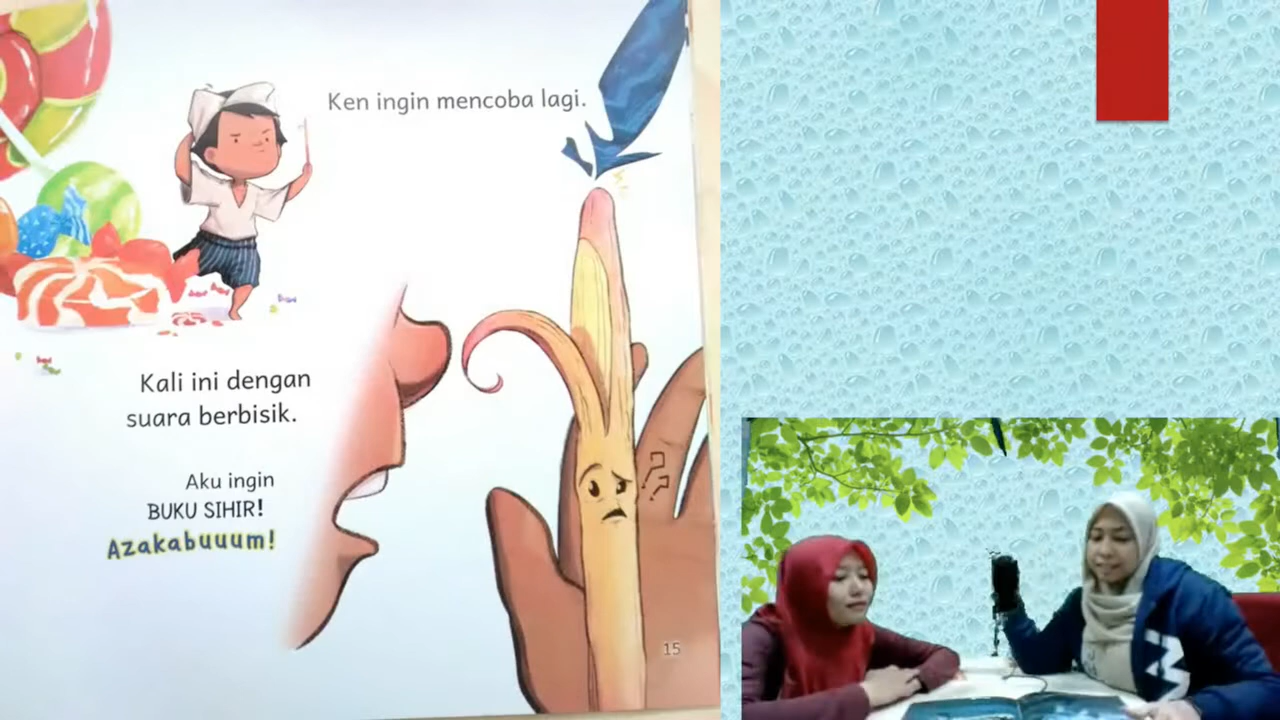 Ken ingin mencoba lagi.
Kali ini dengan
suara berbisik.
Aku ingin
BUKU SIHIR!
Azakabuuum!
15